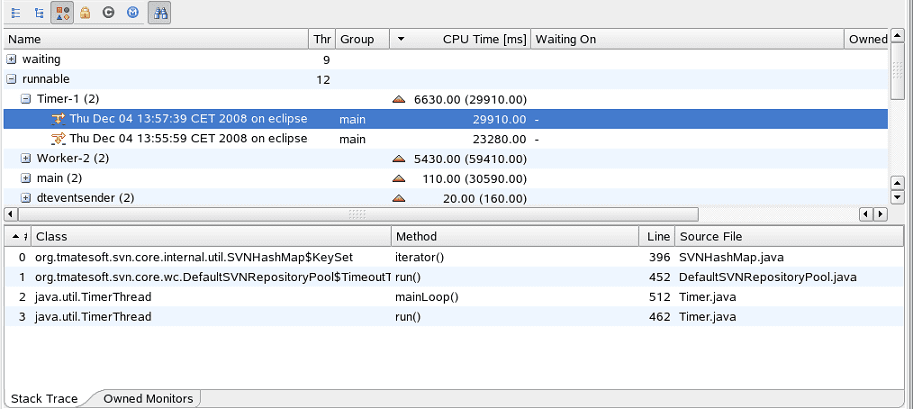 Name Thr Group CPU Time [ms] Waiting On Owned
waiting 9
runnable 12
Timer-1 (2) 6630.00 (29910.00)
Thu Dec 04 13:57:39 CET 2008 on eclipse main 29910.00 -
Thu Dec 04 13:55:59 CET 2008 on eclipse main 23280.00 -
Worker-2 (2) 5430.00 (59410.00)
main (2) 110.00 (30590.00)
dteventsender (2) 20.00 (160.00)
Class Method Line Source File
0 org.tmatesoft.svn.core.internal.util.SVNHashMap$KeySet iterator() 396 SVNHashMap.java
1 org.tmatesoft.svn.core.wc.DefaultSVNRepositoryPool$TimeoutT run() 452 DefaultSVNRepositoryPool.java
2 java.util.TimerThread mainLoop() 512 Timer.java
3 java.util.TimerThread run() 462 Timer.java
Stack Trace Owned Monitors